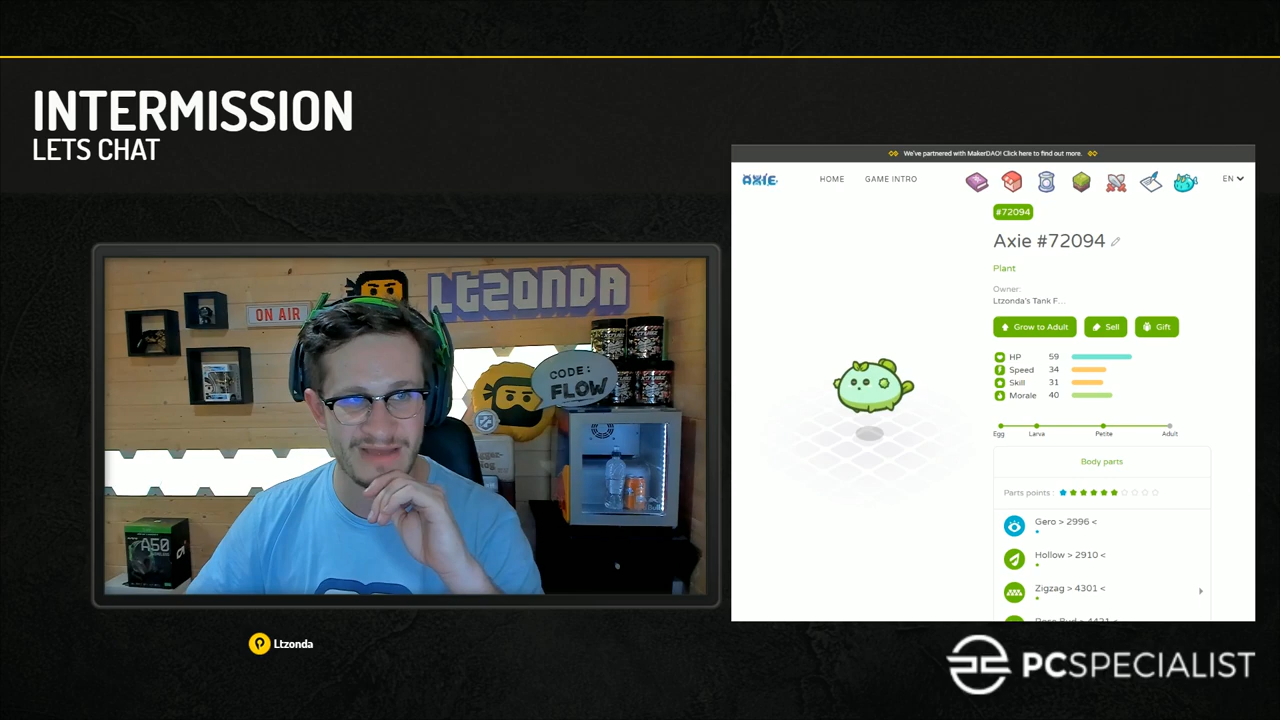 INTERMISSION
LETS CHAT
We've partnered with MakerDAO! Click here to find out more.
AXIE
HOME
GAME INTRO
EN
#72094
Axie #72094
Plant
Owner:
Ltzonda's Tank F...
Grow to Adult
Sell
Gift
HP 59
Speed 34
Skill 31
Morale 40
Egg
Larva
Petite
Adult
Body parts
Parts points :
Gero > 2996 <
Hollow > 2910 <
Zigzag > 4301 <
LTZONDA
ON AIR
CODE:
FLOW
A50
Ltzonda
PCSPECIALIST